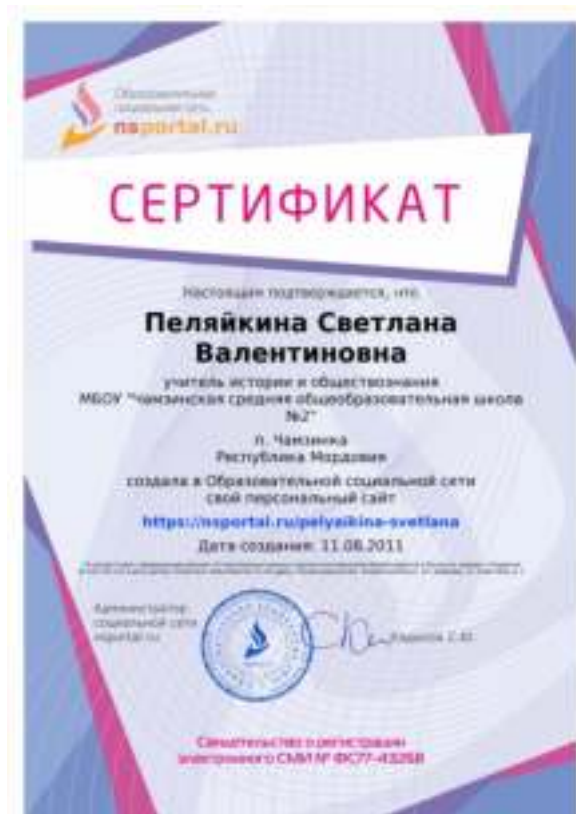 Образовательная
социальная сеть
nsportal.ru
СЕРТИФИКАТ
Настоящим подтверждается, что
Пеляйкина Светлана
Валентиновна
учитель истории и обществознания
МБОУ "Чамзинская средняя общеобразовательная школа
№2"
п. Чамзинка
Республика Мордовия
создала в Образовательной социальной сети
свой персональный сайт
https://nsportal.ru/pelyaikina-svetlana
Дата создания: 11.08.2011
Администратор
социальной сети
nsportal.ru
Свидетельство о регистрации
электронного СМИ № ФС77-43268